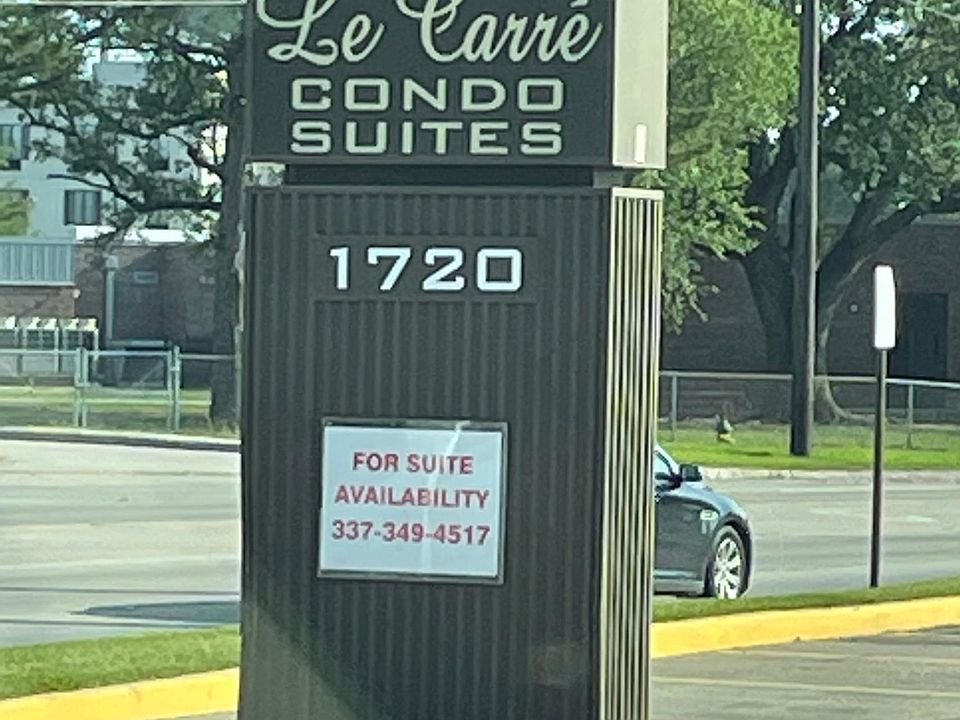 Le Carré
CONDO
SUITES
1720
FOR SUITE
AVAILABILITY
337-349-4517